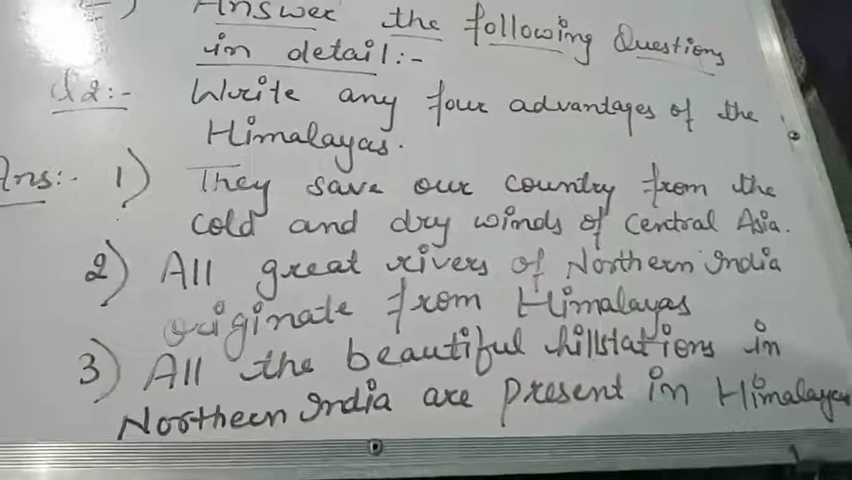 Answer the following Questions
in detail:-
Q2:- Write any four advantages of the
Himalayas.
Ans:- 1) They save our country from the
cold and dry winds of Central Asia.
2) All great rivers of Northern India
originate from Himalayas
3) All the beautiful hillstations in
Northern India are present in Himalayas